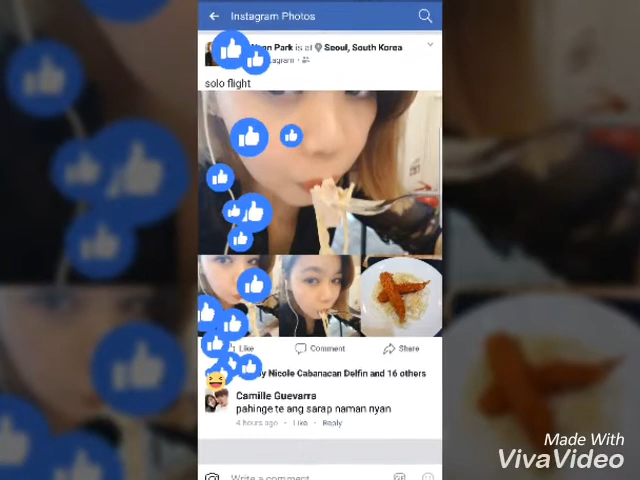 Instagram Photos
Park is at Seoul, South Korea
solo flight
Like Comment Share
Nicole Cabanacan Delfin and 16 others
Camille Guevarra
pahinge te ang sarap naman nyan
4 hours ago • Like • Reply
Write a comment
Made With
VivaVideo